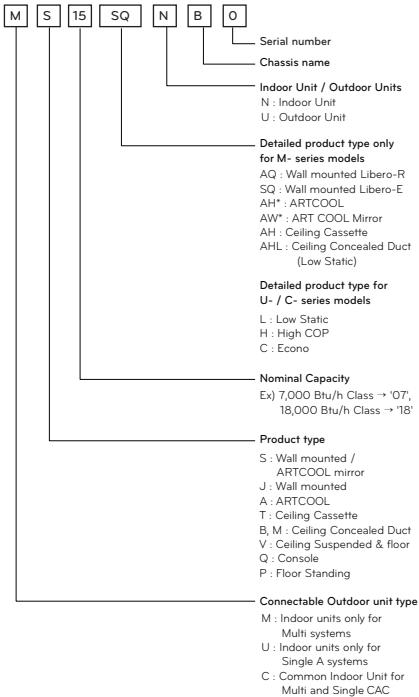 M S 15 SQ N B 0
Serial number
Chassis name
Indoor Unit / Outdoor Units
N : Indoor Unit
U : Outdoor Unit
Detailed product type only
for M- series models
AQ : Wall mounted Libero-R
SQ : Wall mounted Libero-E
AH* : ARTCOOL
AW* : ART COOL Mirror
AH : Ceiling Cassette
AHL : Ceiling Concealed Duct
(Low Static)
Detailed product type for
U- / C- series models
L : Low Static
H : High COP
C : Econo
Nominal Capacity
Ex) 7,000 Btu/h Class → '07',
18,000 Btu/h Class → '18'
Product type
S : Wall mounted /
ARTCOOL mirror
J : Wall mounted
A : ARTCOOL
T : Ceiling Cassette
B, M : Ceiling Concealed Duct
V : Ceiling Suspended & floor
Q : Console
P : Floor Standing
Connectable Outdoor unit type
M : Indoor units only for
Multi systems
U : Indoor units only for
Single A systems
C : Common Indoor Unit for
Multi and Single CAC